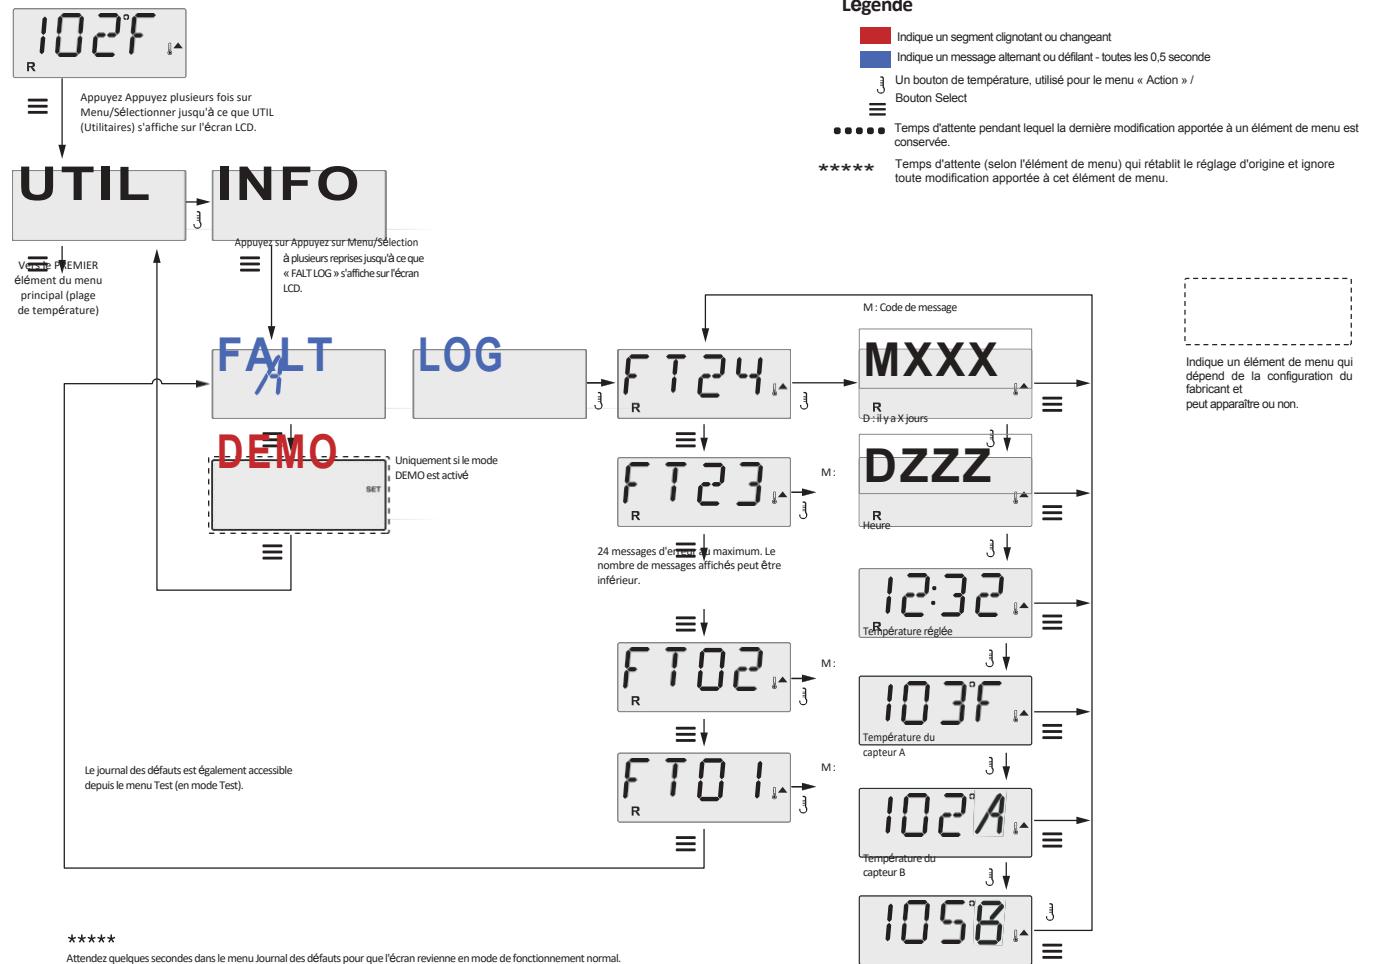 Légende
102°F
R
Indique un segment clignotant ou changeant
Indique un message alternant ou défilant - toutes les 0,5 seconde
Un bouton de température, utilisé pour le menu « Action » /
Bouton Select
Temps d'attente pendant lequel la dernière modification apportée à un élément de menu est
conservée.
***** Temps d'attente (selon l'élément de menu) qui rétablit le réglage d'origine et ignore
toute modification apportée à cet élément de menu.
Appuyez Appuyez plusieurs fois sur
Menu/Sélectionner jusqu'à ce que UTIL
(Utilitaires) s'affiche sur l'écran LCD.
UTIL
INFO
Vers le PREMIER
élément du menu
principal (plage
de température)
Appuyez sur Appuyez sur Menu/Sélection
à plusieurs reprises jusqu'à ce que
« FALT LOG » s'affiche sur l'écran
LCD.
FALT
LOG
FT24
R
M : Code de message
MXXX
R
D : il y a X jours
Indique un élément de menu qui
dépend de la configuration du
fabricant et
peut apparaître ou non.
DEMO
SET
Uniquement si le mode
DEMO est activé
FT23
R
M :
DZZZ
R
Heure
24 messages d'erreur au maximum. Le
nombre de messages affichés peut être
inférieur.
12:32
R
Température réglée
FT02
R
M :
103°F
Température du
capteur A
FT01
R
M :
102°A
Température du
capteur B
105°B
Le journal des défauts est également accessible
depuis le menu Test (en mode Test).
*****
Attendez quelques secondes dans le menu Journal des défauts pour que l'écran revienne en mode de fonctionnement normal.